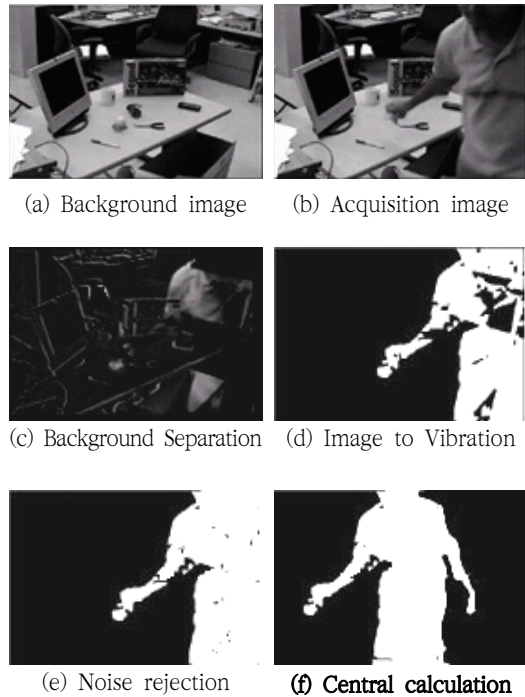 (a) Background image
(b) Acquisition image
(c) Background Separation
(d) Image to Vibration
(e) Noise rejection
(f) Central calculation